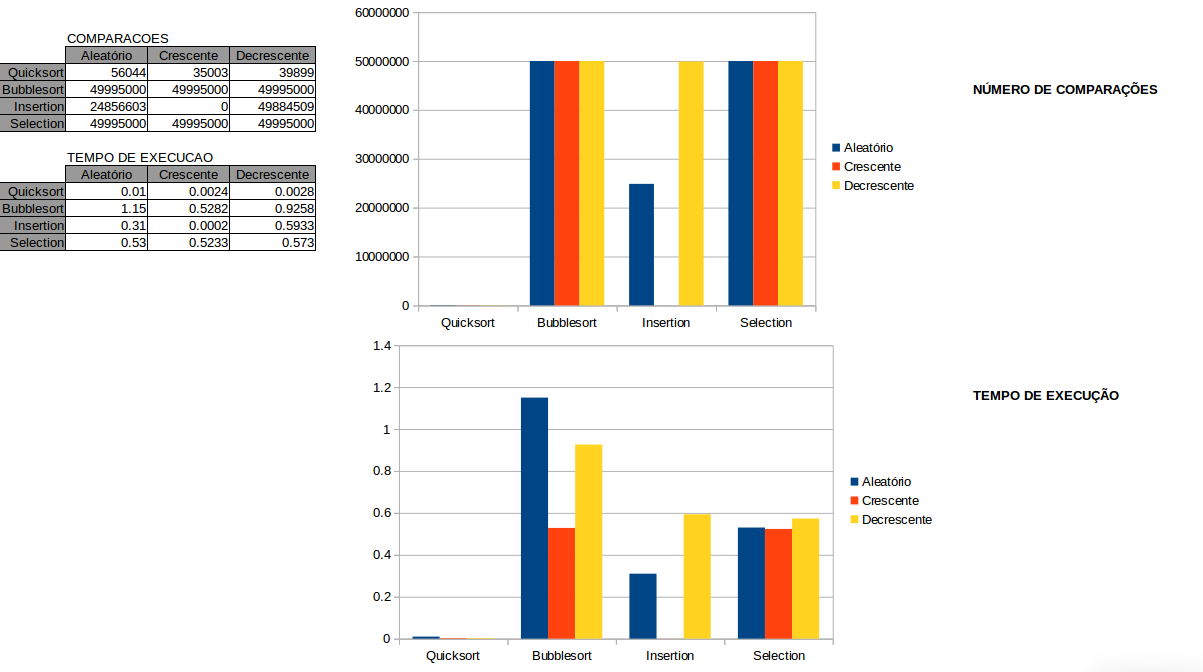 COMPARACOES
Aleatório Crescente Decrescente
Quicksort 56044 35003 39899
Bubblesort 49995000 49995000 49995000
Insertion 24856603 0 49884509
Selection 49995000 49995000 49995000
TEMPO DE EXECUCAO
Aleatório Crescente Decrescente
Quicksort 0.01 0.0024 0.0028
Bubblesort 1.15 0.5282 0.9258
Insertion 0.31 0.0002 0.5933
Selection 0.53 0.5233 0.573
60000000
50000000
40000000
30000000
20000000
10000000
0
Quicksort Bubblesort Insertion Selection
Aleatório
Crescente
Decrescente
NÚMERO DE COMPARAÇÕES
1.4
1.2
1
0.8
0.6
0.4
0.2
0
Quicksort Bubblesort Insertion Selection
Aleatório
Crescente
Decrescente
TEMPO DE EXECUÇÃO